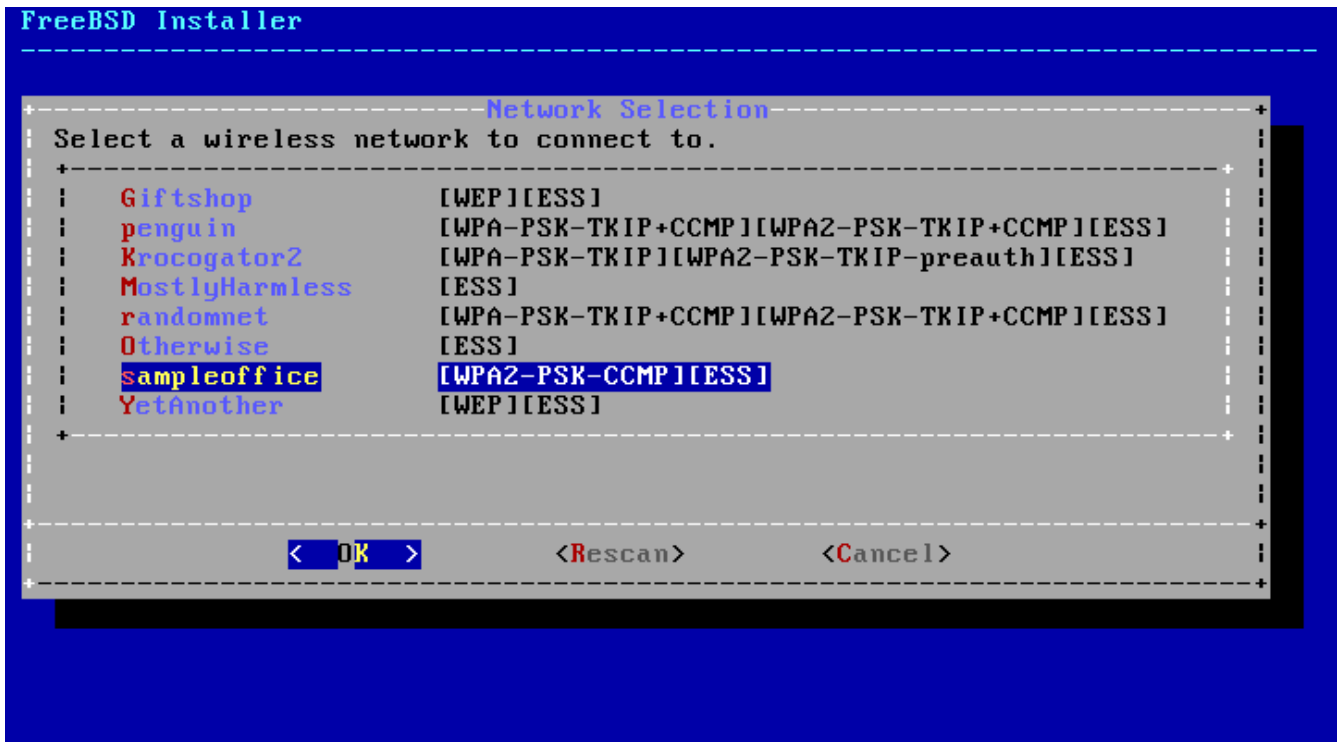 FreeBSD Installer
Network Selection
Select a wireless network to connect to.
Giftshop [WEP][ESS]
penguin [WPA-PSK-TKIP+CCMP][WPA2-PSK-TKIP+CCMP][ESS]
Krocogator2 [WPA-PSK-TKIP][WPA2-PSK-TKIP-preauth][ESS]
MostlyHarmless [ESS]
randomnet [WPA-PSK-TKIP+CCMP][WPA2-PSK-TKIP+CCMP][ESS]
Otherwise [ESS]
sampleoffice [WPA2-PSK-CCMP][ESS]
YetAnother [WEP][ESS]
< OK > <Rescan> <Cancel>